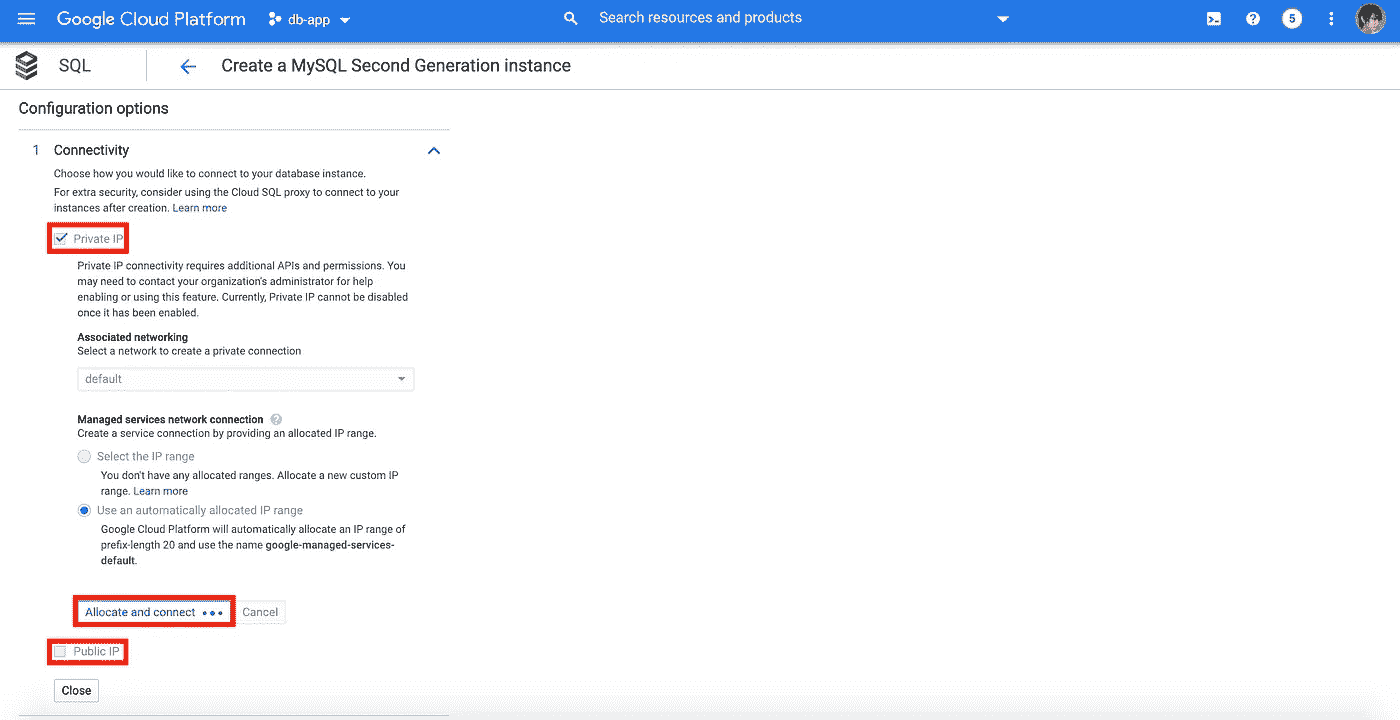 Google Cloud Platform db-app Search resources and products 5
SQL Create a MySQL Second Generation instance
Configuration options
1 Connectivity
Choose how you would like to connect to your database instance.
For extra security, consider using the Cloud SQL proxy to connect to your
instances after creation. Learn more
Private IP
Private IP connectivity requires additional APIs and permissions. You
may need to contact your organization's administrator for help
enabling or using this feature. Currently, Private IP cannot be disabled
once it has been enabled.
Associated networking
Select a network to create a private connection
default
Managed services network connection ?
Create a service connection by providing an allocated IP range.
Select the IP range
You don't have any allocated ranges. Allocate a new custom IP
range. Learn more
Use an automatically allocated IP range
Google Cloud Platform will automatically allocate an IP range of
prefix-length 20 and use the name google-managed-services-
default.
Allocate and connect Cancel
Public IP
Close